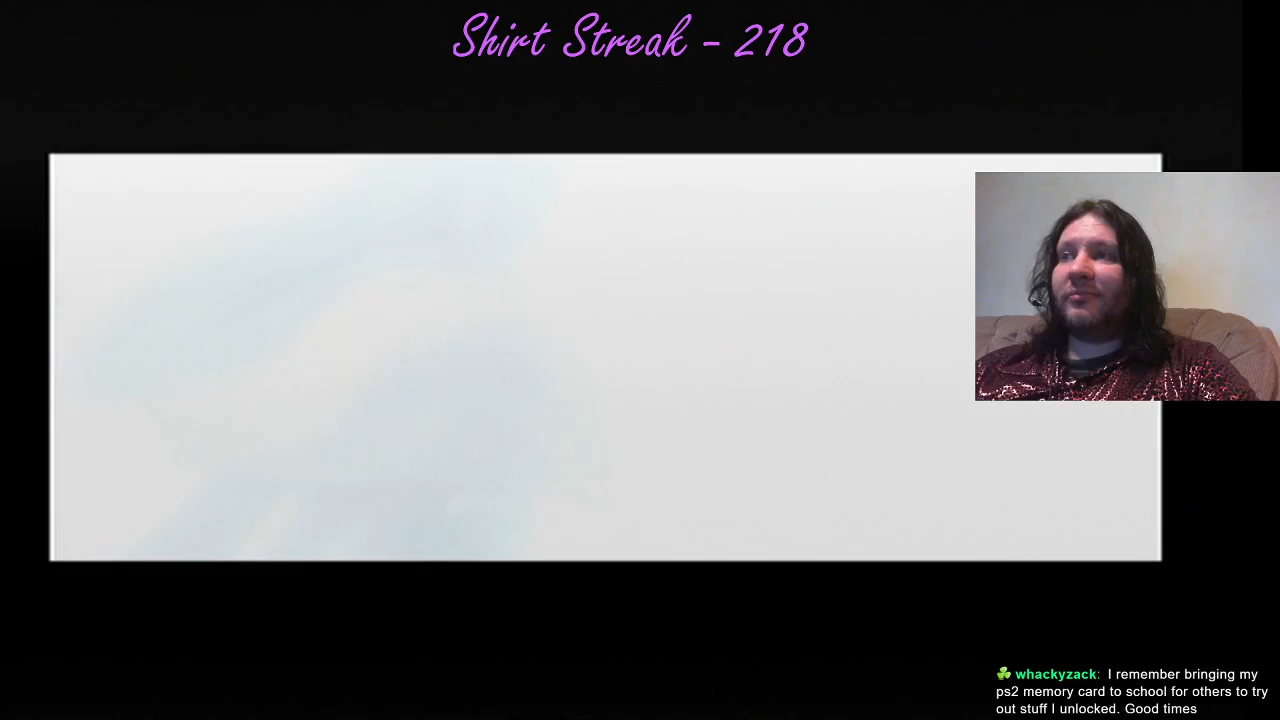 Shirt Streak - 218
whackyzack: I remember bringing my
ps2 memory card to school for others to try
out stuff I unlocked. Good times